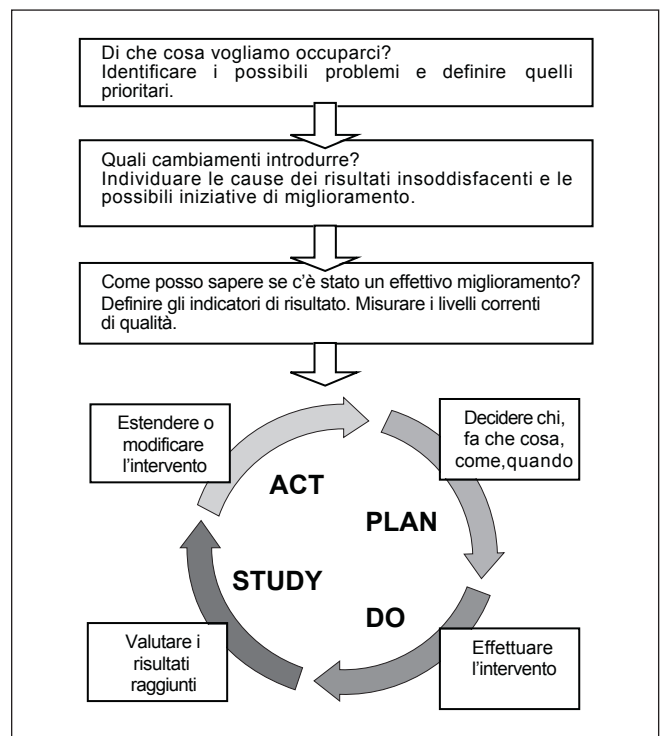 Di che cosa vogliamo occuparci?
Identificare i possibili problemi e definire quelli
prioritari.
Quali cambiamenti introdurre?
Individuare le cause dei risultati insoddisfacenti e le
possibili iniziative di miglioramento.
Come posso sapere se c’è stato un effettivo miglioramento?
Definire gli indicatori di risultato. Misurare i livelli correnti
di qualità.
Estendere o
modificare
l’intervento
Decidere chi,
fa che cosa,
come,quando
ACT
PLAN
STUDY
DO
Valutare i
risultati
raggiunti
Effettuare
l’intervento